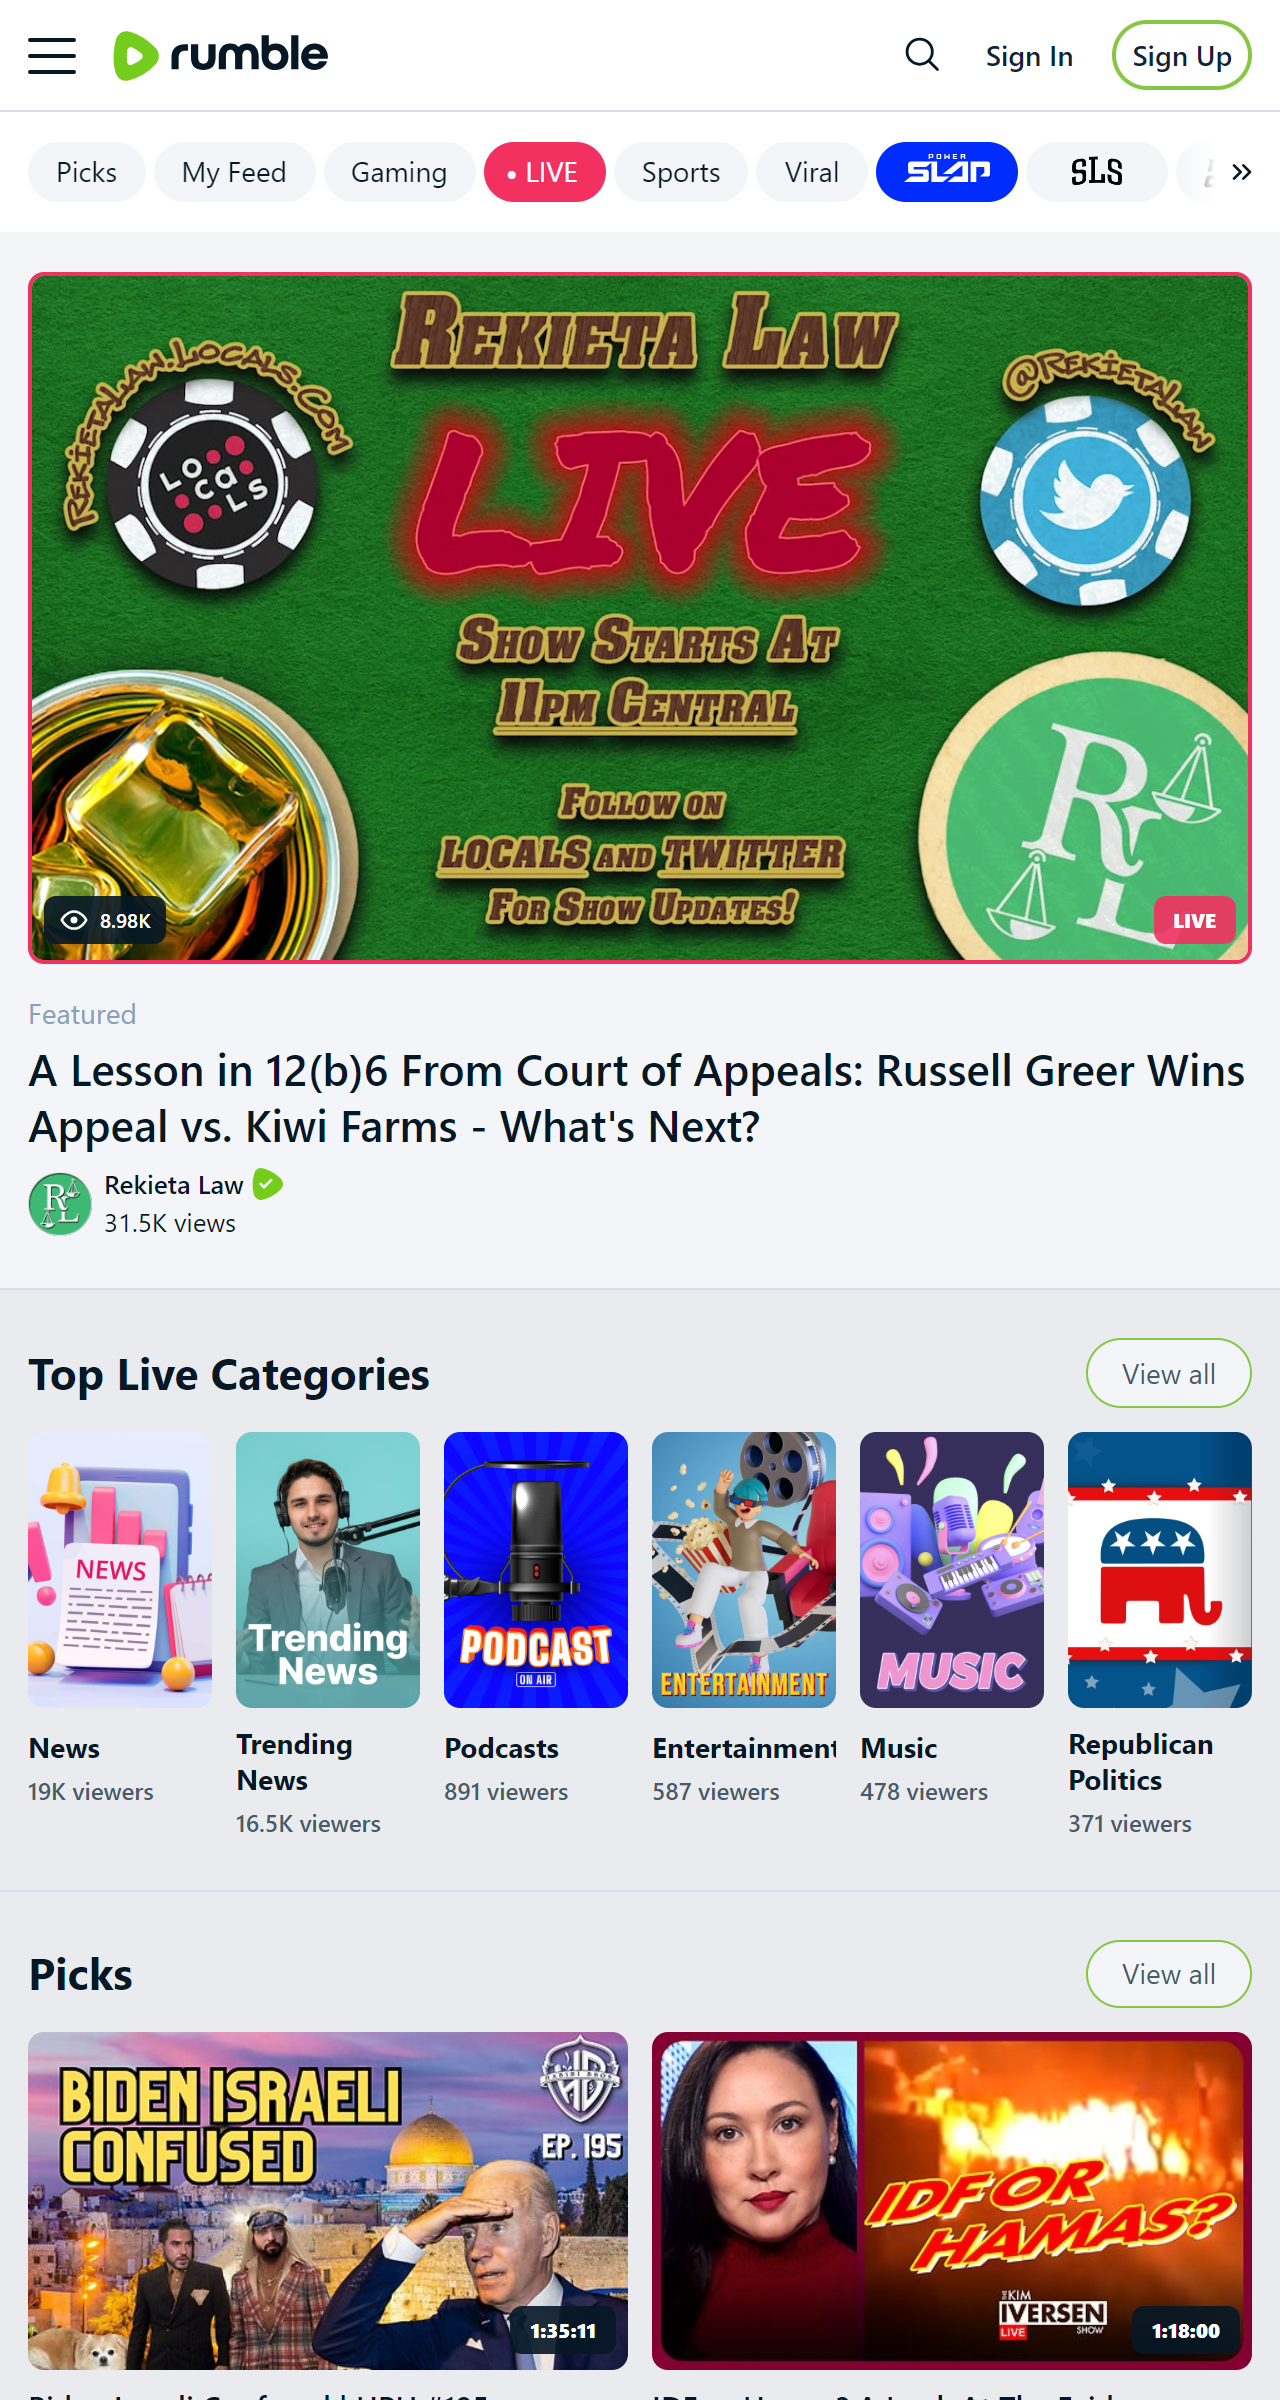 rumble
Sign In
Sign Up
Picks
My Feed
Gaming
• LIVE
Sports
Viral
POWER
SLAP
SLS
REKIETA LAW
REKIETALAW.LOCALS.COM
@REKIETALAW
LOCALS
LIVE
SHOW STARTS AT
11PM CENTRAL
FOLLOW ON
LOCALS AND TWITTER
FOR SHOW UPDATES!
RL
8.98K
LIVE
Featured
A Lesson in 12(b)6 From Court of Appeals: Russell Greer Wins
Appeal vs. Kiwi Farms - What's Next?
RL
Rekieta Law
31.5K views
Top Live Categories
View all
NEWS
Trending
News
PODCAST
ON AIR
ENTERTAINMENT
MUSIC
News
19K viewers
Trending
News
16.5K viewers
Podcasts
891 viewers
Entertainment
587 viewers
Music
478 viewers
Republican
Politics
371 viewers
Picks
View all
BIDEN ISRAELI
CONFUSED
EP. 195
1:35:11
IDF OR
HAMAS?
THE KIM
IVERSEN
LIVE
SHOW
1:18:00